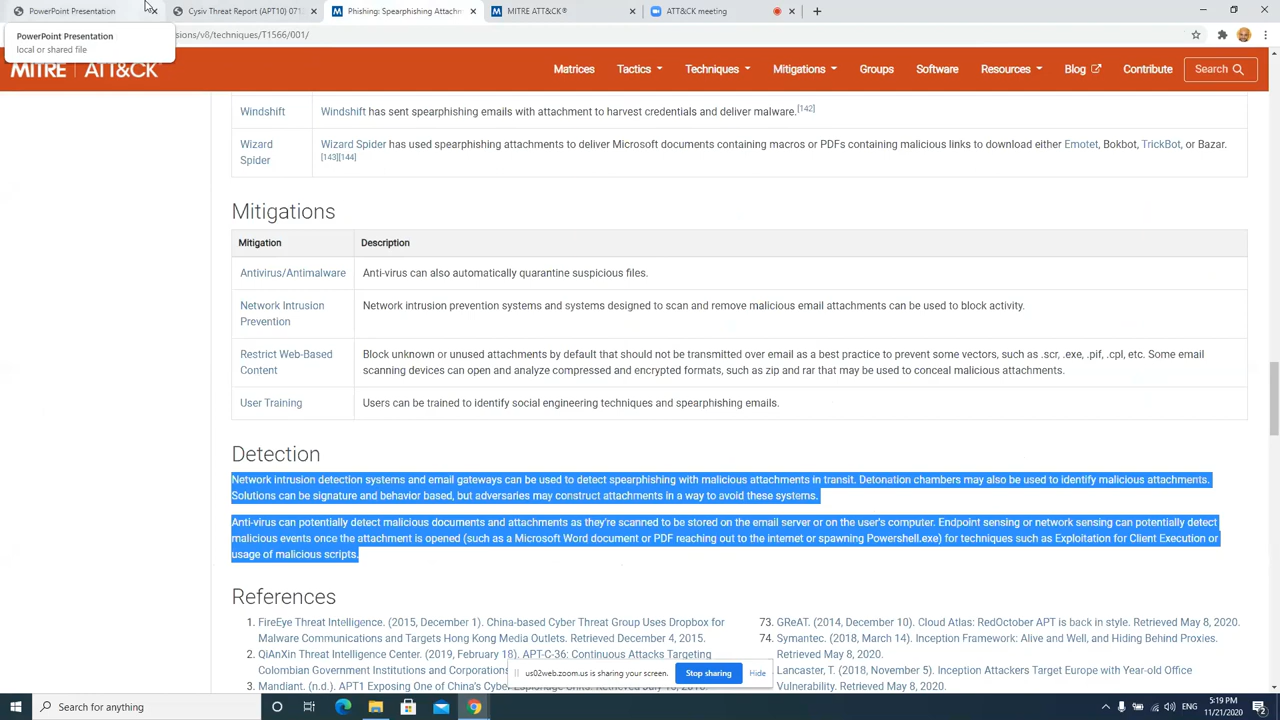 PowerPoint Presentation
Cysiv Threat Report (APT10) 071
Phishing: Spearphishing Attachm
MITRE ATT&CK®
ATT&CK meeting
PowerPoint Presentation
local or shared file
sions/v8/techniques/T1566/001/
MITRE | ATT&CK
Matrices
Tactics
Techniques
Mitigations
Groups
Software
Resources
Blog
Contribute
Search
Windshift
Windshift has sent spearphishing emails with attachment to harvest credentials and deliver malware.[142]
Wizard
Spider
Wizard Spider has used spearphishing attachments to deliver Microsoft documents containing macros or PDFs containing malicious links to download either Emotet, Bokbot, TrickBot, or Bazar.
[143][144]
Mitigations
Mitigation
Description
Antivirus/Antimalware
Anti-virus can also automatically quarantine suspicious files.
Network Intrusion
Prevention
Network intrusion prevention systems and systems designed to scan and remove malicious email attachments can be used to block activity.
Restrict Web-Based
Content
Block unknown or unused attachments by default that should not be transmitted over email as a best practice to prevent some vectors, such as .scr, .exe, .pif, .cpl, etc. Some email
scanning devices can open and analyze compressed and encrypted formats, such as zip and rar that may be used to conceal malicious attachments.
User Training
Users can be trained to identify social engineering techniques and spearphishing emails.
Detection
Network intrusion detection systems and email gateways can be used to detect spearphishing with malicious attachments in transit. Detonation chambers may also be used to identify malicious attachments.
Solutions can be signature and behavior based, but adversaries may construct attachments in a way to avoid these systems.
Anti-virus can potentially detect malicious documents and attachments as they're scanned to be stored on the email server or on the user's computer. Endpoint sensing or network sensing can potentially detect
malicious events once the attachment is opened (such as a Microsoft Word document or PDF reaching out to the internet or spawning Powershell.exe) for techniques such as Exploitation for Client Execution or
usage of malicious scripts.
References
1. FireEye Threat Intelligence. (2015, December 1). China-based Cyber Threat Group Uses Dropbox for
Malware Communications and Targets Hong Kong Media Outlets. Retrieved December 4, 2015.
2. QiAnXin Threat Intelligence Center. (2019, February 18). APT-C-36: Continuous Attacks Targeting
Colombian Government Institutions and Corporations
3. Mandiant. (n.d.). APT1 Exposing One of China's Cyber Espionage Units. Retrieved July 18, 2016.
73. GReAT. (2014, December 10). Cloud Atlas: RedOctober APT is back in style. Retrieved May 8, 2020.
74. Symantec. (2018, March 14). Inception Framework: Alive and Well, and Hiding Behind Proxies.
Retrieved May 8, 2020.
Lancaster, T. (2018, November 5). Inception Attackers Target Europe with Year-old Office
Vulnerability. Retrieved May 8, 2020.
us02web.zoom.us is sharing your screen.
Stop sharing
Hide
Search for anything
ENG
5:19 PM
11/21/2020
2